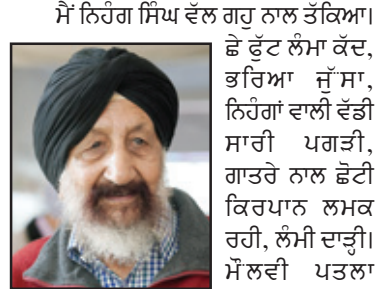 ਮੈਂ ਨਿਹੰਗ ਸਿੰਘ ਵੱਲ ਗਹੁ ਨਾਲ ਤੱਕਿਆ।
ਛੇ ਫੁੱਟ ਲੰਮਾ ਕੱਦ,
ਭਰਿਆ ਜੁੱਸਾ,
ਨਿਹੰਗਾਂ ਵਾਲੀ ਵੱਡੀ
ਸਾਰੀ ਪਗੜੀ,
ਗਾਤਰੇ ਨਾਲ ਛੋਟੀ
ਕਿਰਪਾਨ ਲਮਕ
ਰਹੀ, ਲੰਮੀ ਦਾੜ੍ਹੀ।
ਮੌਲਵੀ ਪਤਲਾ